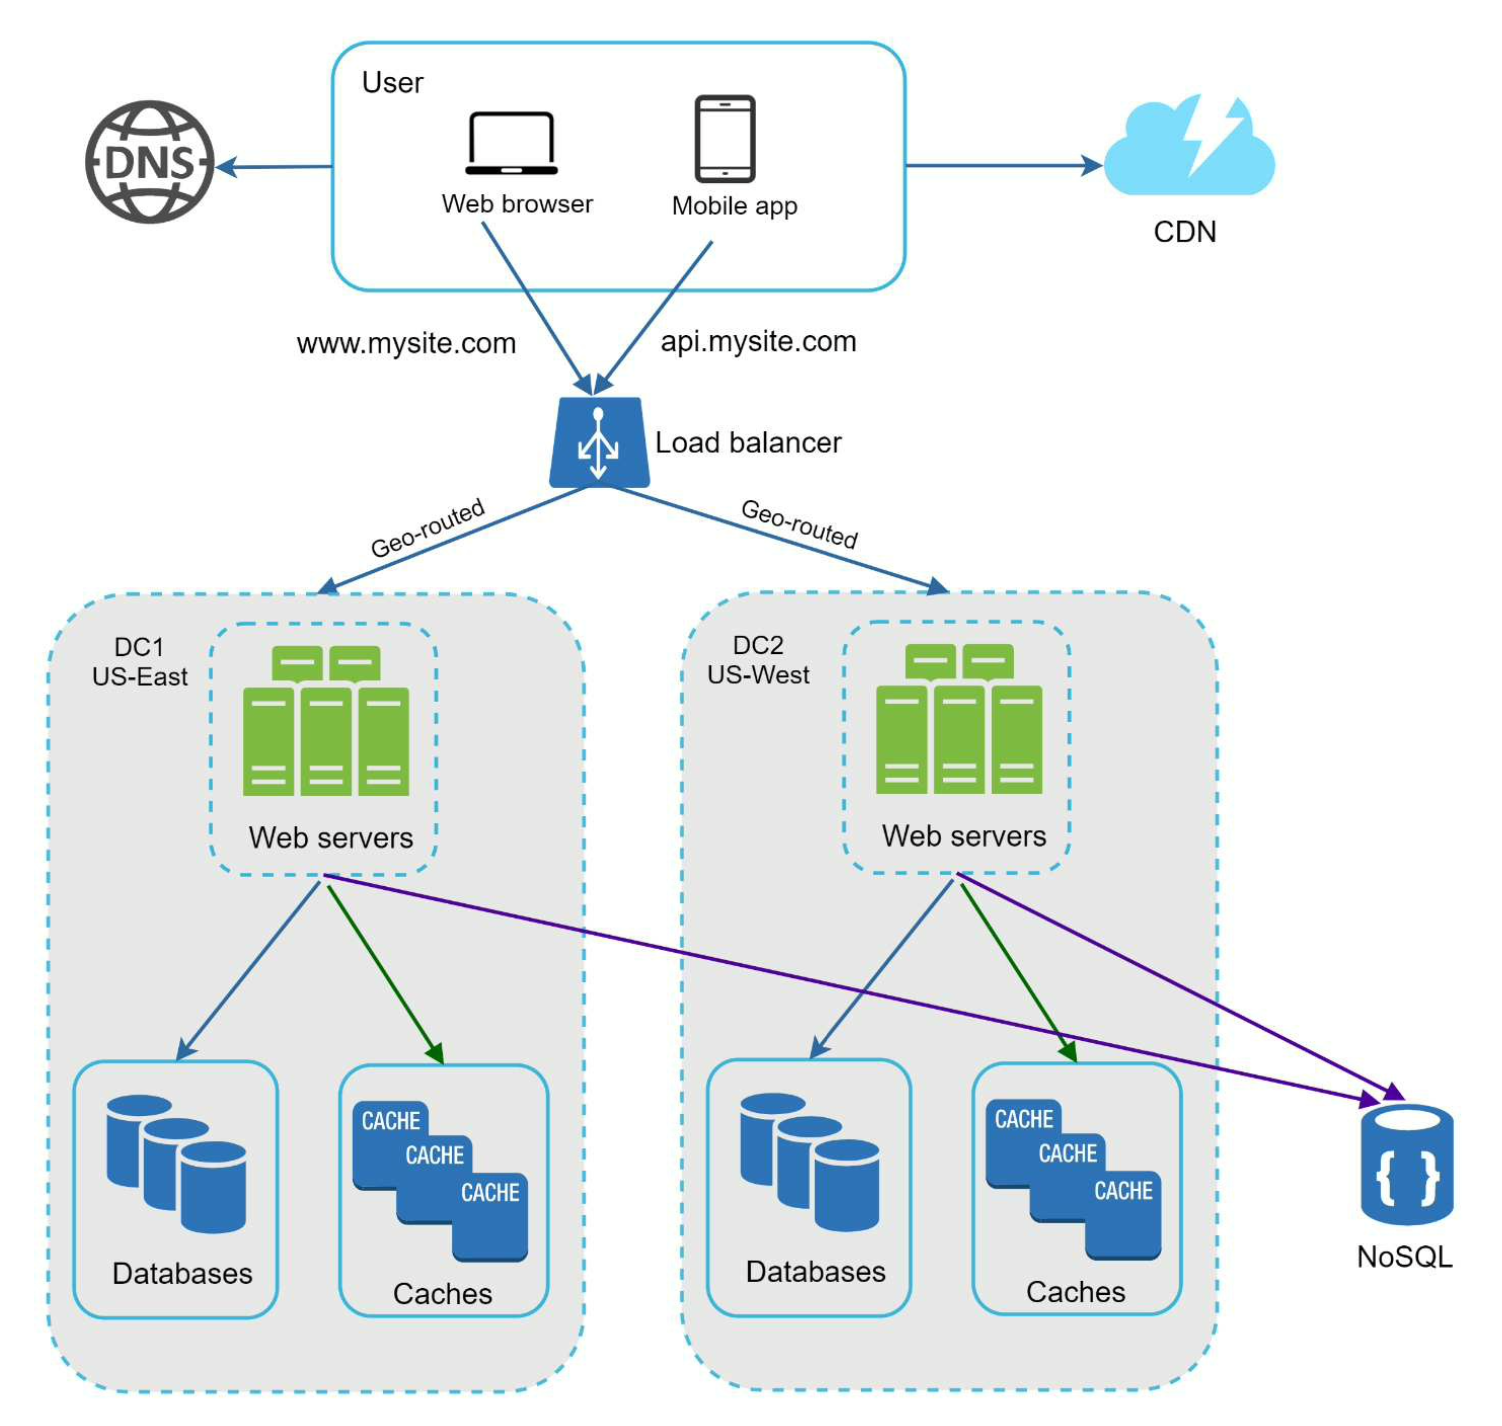 User
DNS
Web browser
Mobile app
CDN
www.mysite.com
api.mysite.com
Load balancer
Geo-routed
Geo-routed
DC1
US-East
Web servers
DC2
US-West
Web servers
CACHE
CACHE
CACHE
Databases
Caches
CACHE
CACHE
CACHE
Databases
Caches
{ }
NoSQL